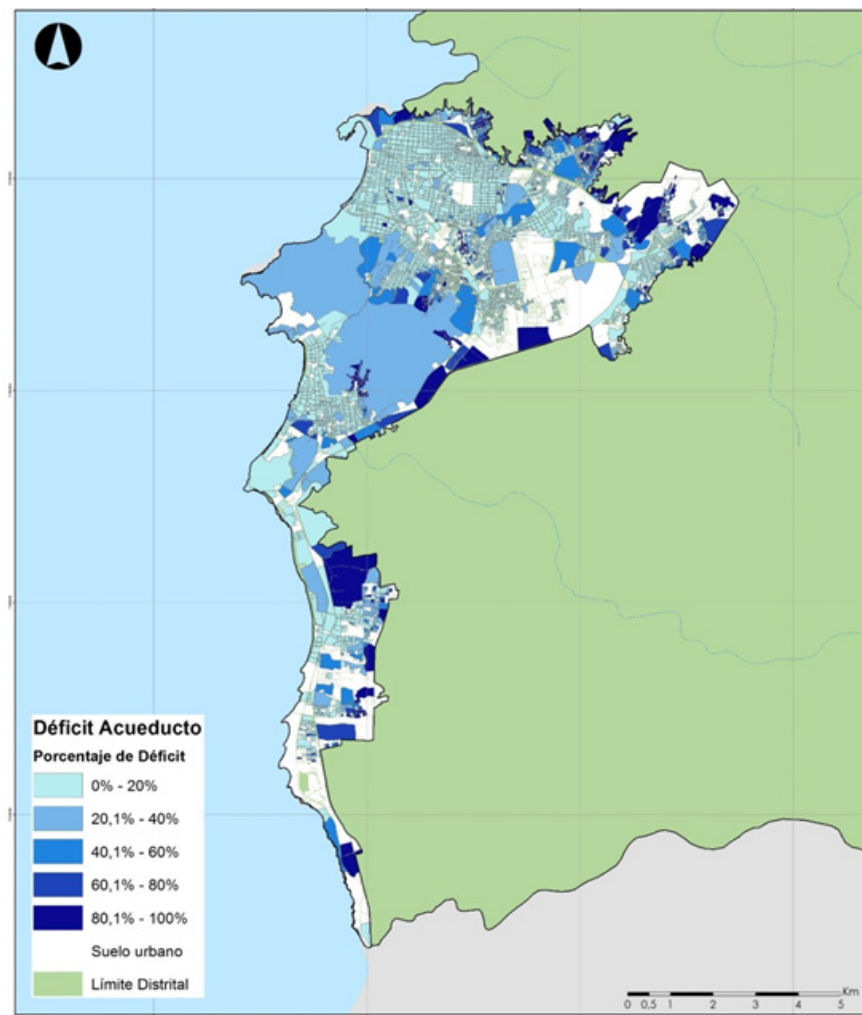 Déficit Acueducto
Porcentaje de Déficit
0% - 20%
20,1% - 40%
40,1% - 60%
60,1% - 80%
80,1% - 100%
Suelo urbano
Límite Distrital
Km
0 0,5 1 2 3 4 5